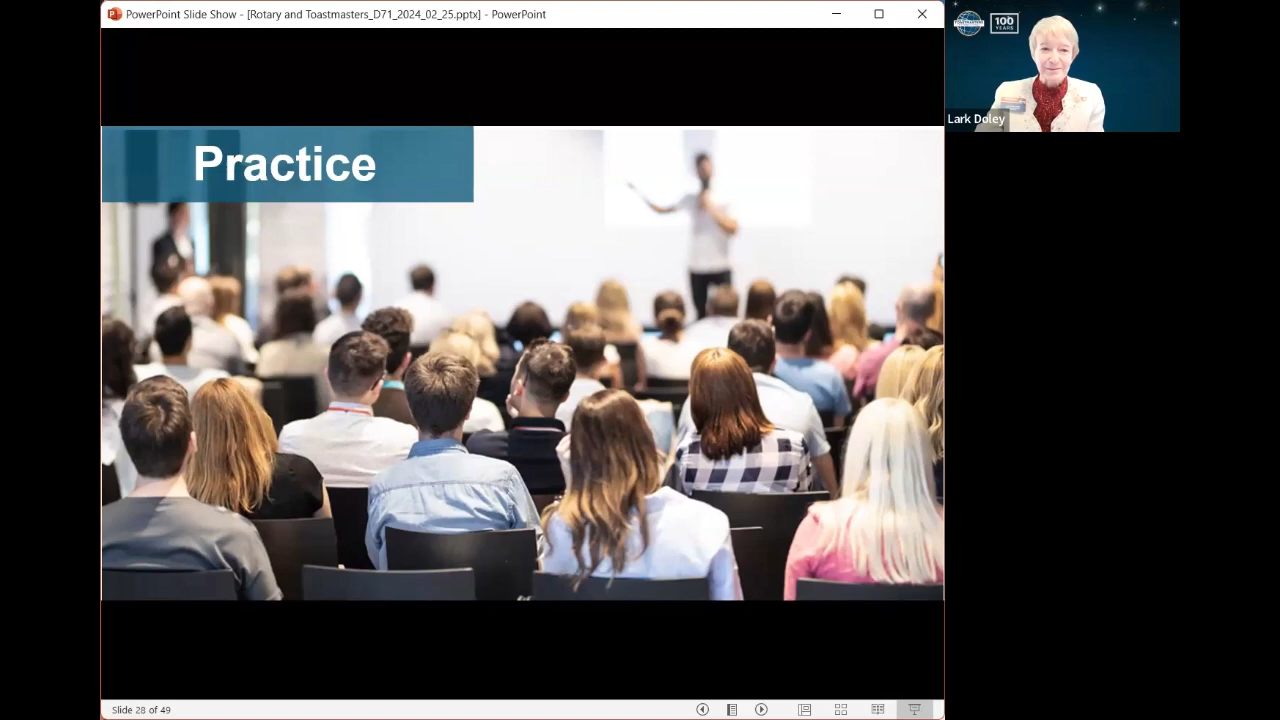 PowerPoint Slide Show - [Rotary and Toastmasters_D71_2024_02_25.pptx] - PowerPoint
100
YEARS
Lark Doley
Practice
Slide 28 of 49